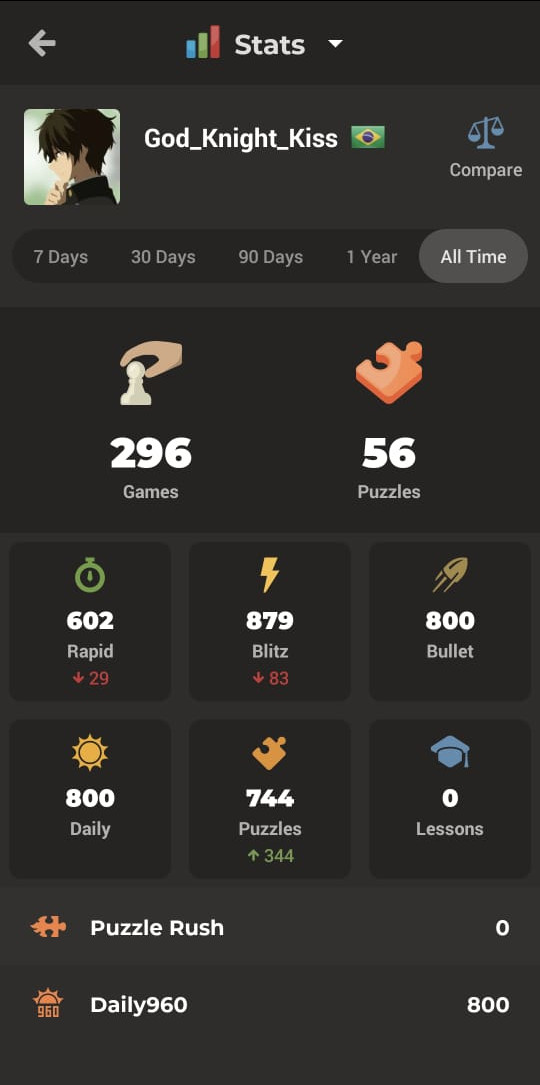 Stats
God_Knight_Kiss
Compare
7 Days 30 Days 90 Days 1 Year All Time
296 56
Games Puzzles
602 879 800
Rapid Blitz Bullet
↓ 29 ↓ 83
800 744 0
Daily Puzzles Lessons
↑ 344
Puzzle Rush 0
960 Daily960 800